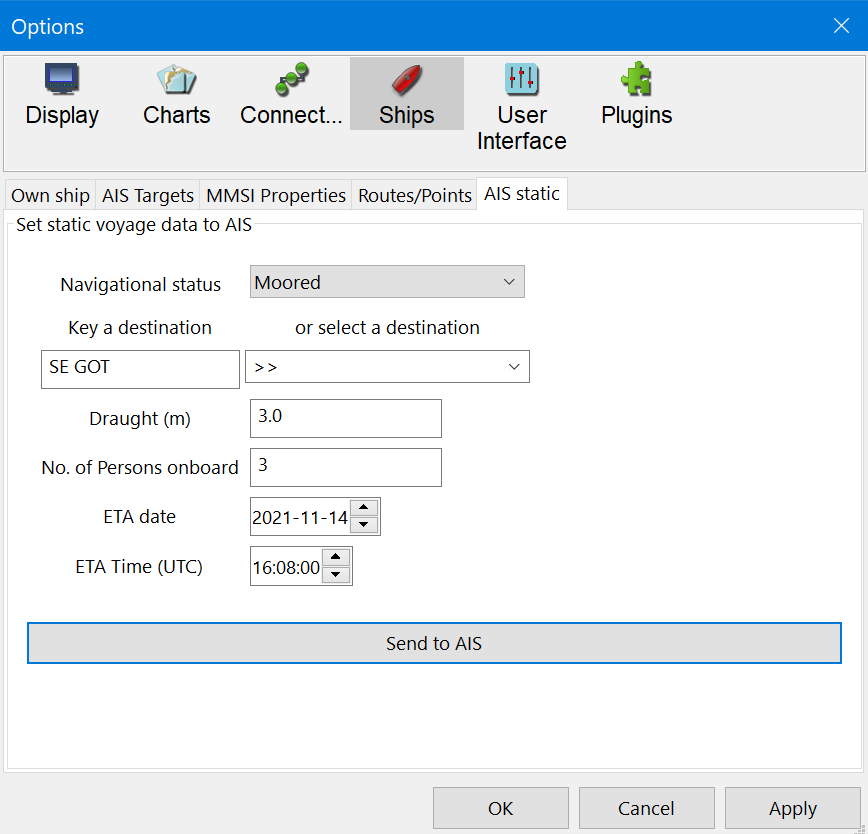 Options
Display
Charts
Connect...
Ships
User
Interface
Plugins
Own ship
AIS Targets
MMSI Properties
Routes/Points
AIS static
Set static voyage data to AIS
Navigational status
Moored
Key a destination
or select a destination
SE GOT
>>
Draught (m)
3.0
No. of Persons onboard
3
ETA date
2021-11-14
ETA Time (UTC)
16:08:00
Send to AIS
OK
Cancel
Apply